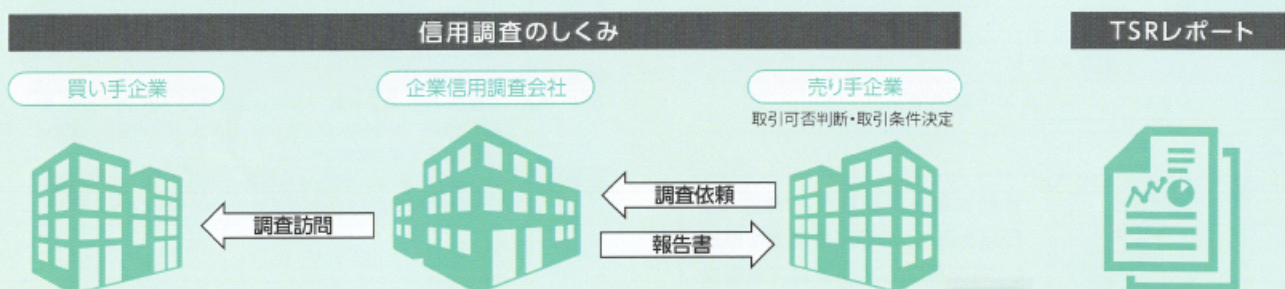 信用調査のしくみ
TSRレポート
買い手企業
企業信用調査会社
売り手企業
取引可否判断・取引条件決定
調査依頼
調査訪問
報告書